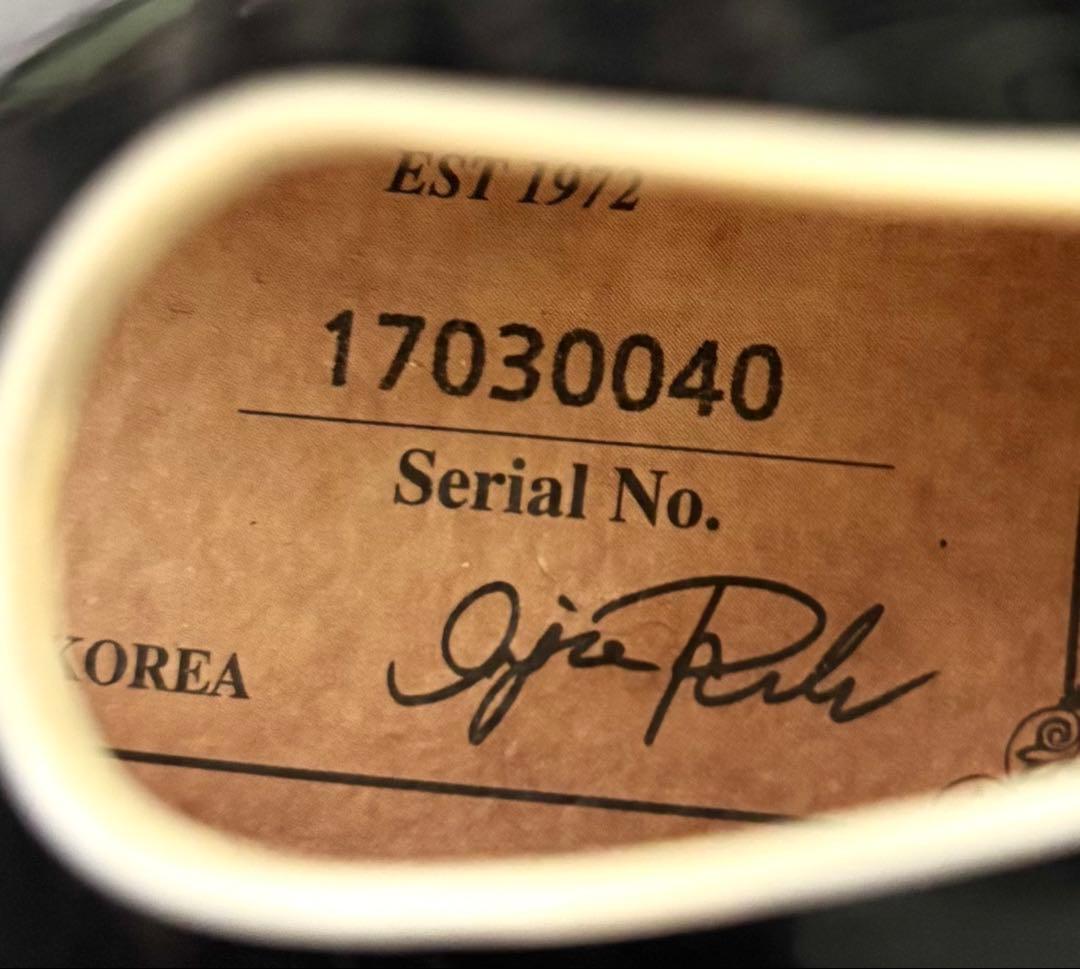 EST 1972
17030040
Serial No.
KOREA